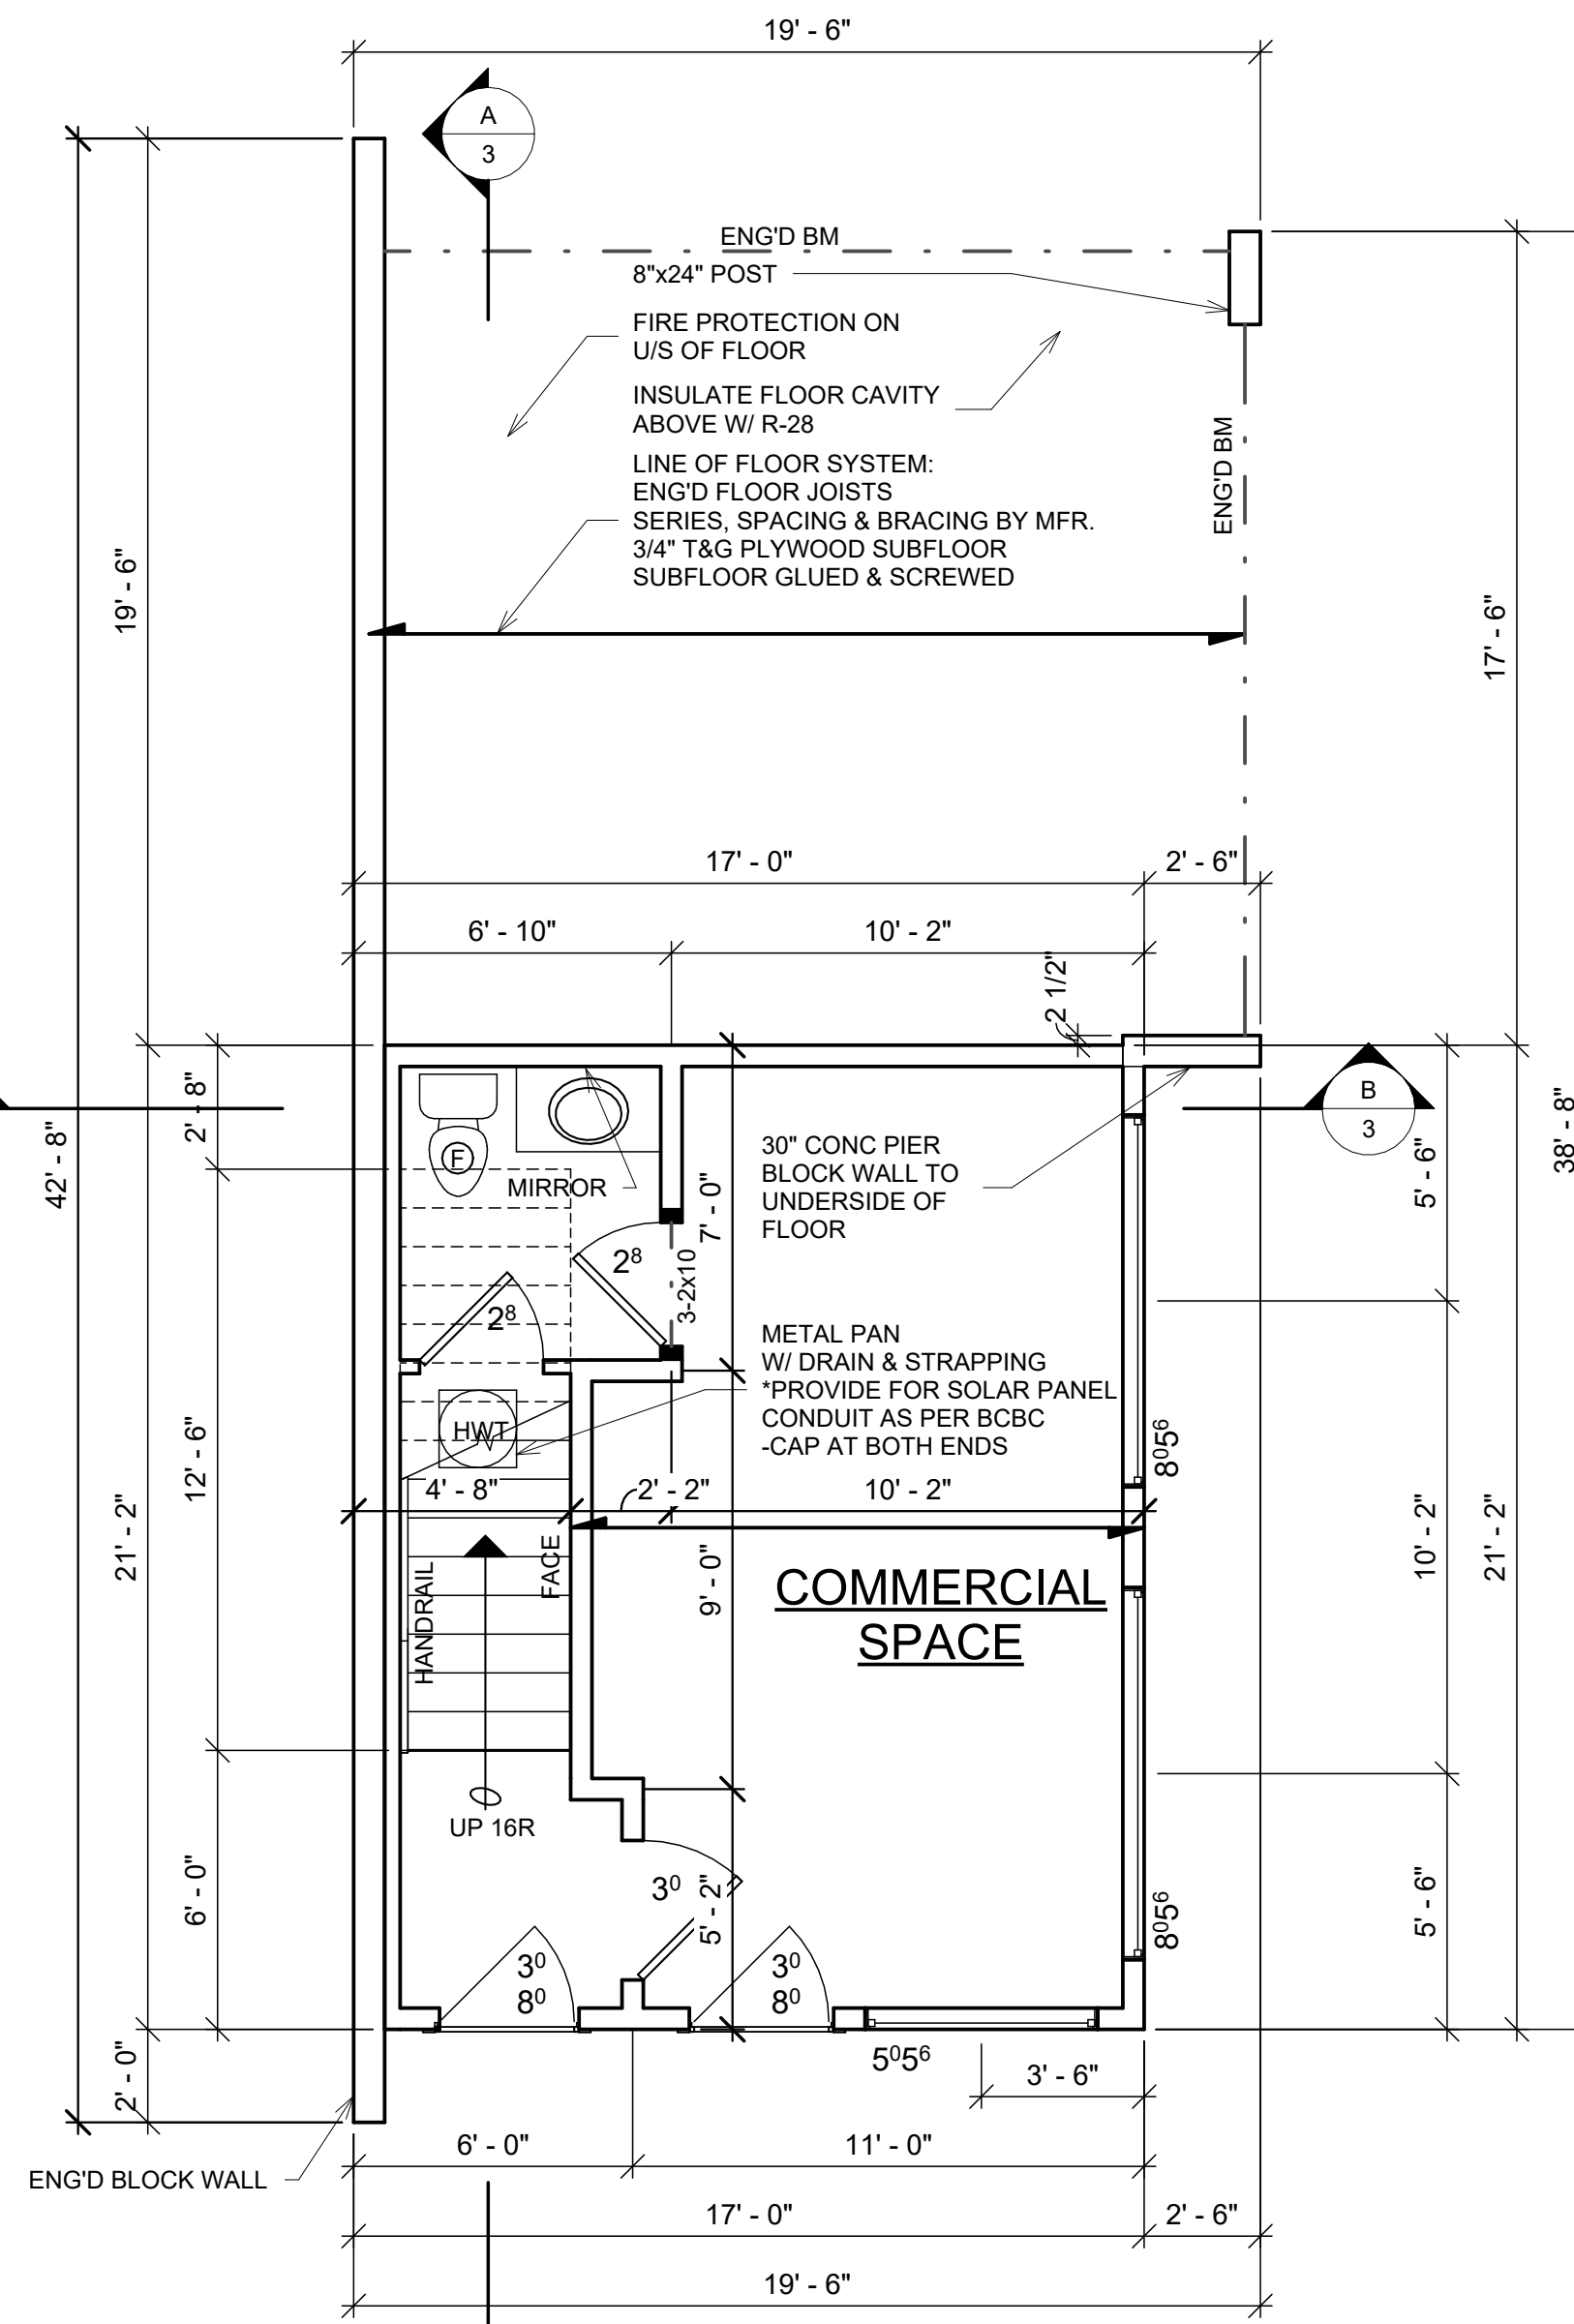 19' - 6"
A
3
ENG'D BM
8"x24" POST
FIRE PROTECTION ON
U/S OF FLOOR
INSULATE FLOOR CAVITY
ABOVE W/ R-28
ENG'D BM
LINE OF FLOOR SYSTEM:
ENG'D FLOOR JOISTS
SERIES, SPACING & BRACING BY MFR.
3/4" T&G PLYWOOD SUBFLOOR
SUBFLOOR GLUED & SCREWED
19' - 6"
17' - 6"
17' - 0"
2' - 6"
6' - 10"
10' - 2"
2 1/2"
2' - 8"
42' - 8"
F
MIRROR
7' - 0"
30" CONC PIER
BLOCK WALL TO
UNDERSIDE OF
FLOOR
B
3
5' - 6"
38' - 8"
2⁸
2⁸
3-2x10
METAL PAN
W/ DRAIN & STRAPPING
*PROVIDE FOR SOLAR PANEL
CONDUIT AS PER BCBC
-CAP AT BOTH ENDS
HWT
8⁰5⁶
12' - 6"
21' - 2"
4' - 8"
2' - 2"
10' - 2"
HANDRAIL
FACE
9' - 0"
COMMERCIAL
SPACE
10' - 2"
21' - 2"
UP 16R
6' - 0"
3⁰
5' - 2"
8⁰5⁶
5' - 6"
3⁰
8⁰
3⁰
8⁰
5⁰5⁶
2' - 0"
3' - 6"
6' - 0"
11' - 0"
ENG'D BLOCK WALL
17' - 0"
2' - 6"
19' - 6"